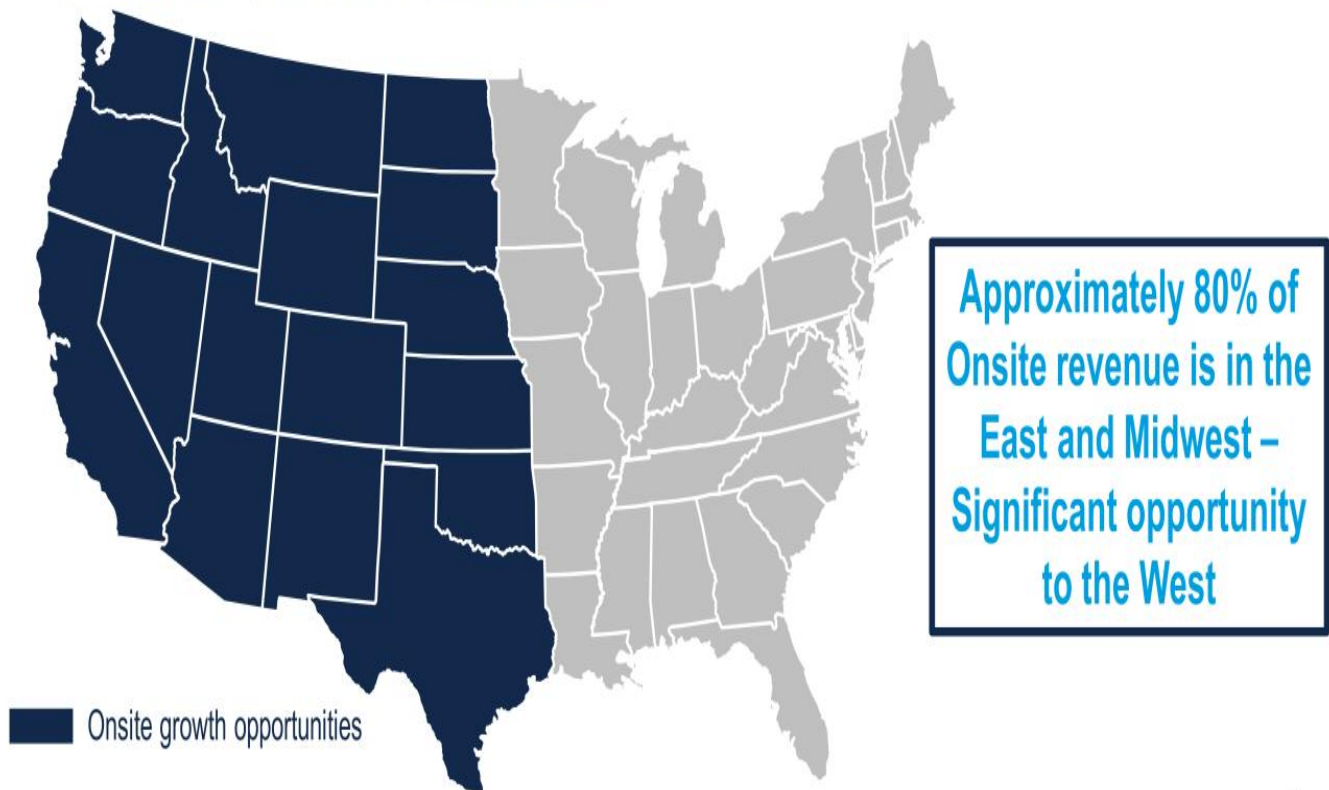 Approximately 80% of
Onsite revenue is in the
East and Midwest –
Significant opportunity
to the West
Onsite growth opportunities